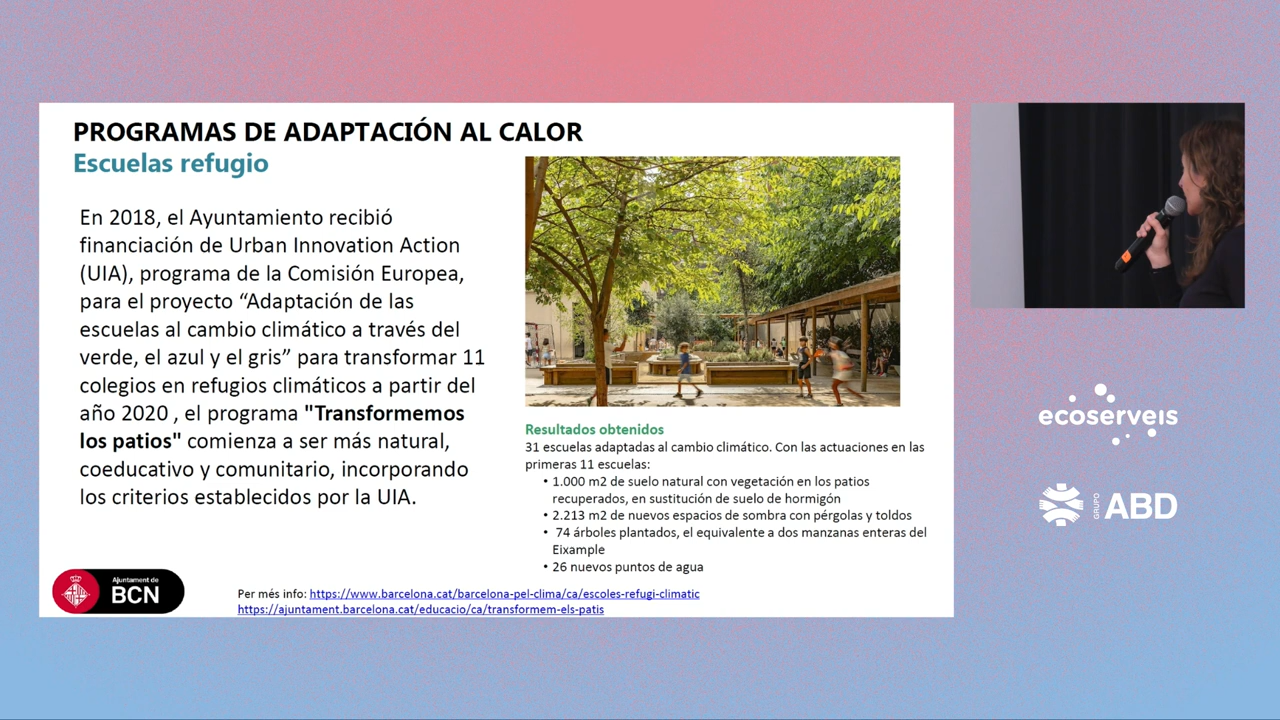 PROGRAMAS DE ADAPTACIÓN AL CALOR
Escuelas refugio
En 2018, el Ayuntamiento recibió
financiación de Urban Innovation Action
(UIA), programa de la Comisión Europea,
para el proyecto “Adaptación de las
escuelas al cambio climático a través del
verde, el azul y el gris” para transformar 11
colegios en refugios climáticos a partir del
año 2020 , el programa "Transformemos
los patios" comienza a ser más natural,
coeducativo y comunitario, incorporando
los criterios establecidos por la UIA.
Resultados obtenidos
31 escuelas adaptadas al cambio climático. Con las actuaciones en las
primeras 11 escuelas:
• 1.000 m2 de suelo natural con vegetación en los patios
recuperados, en sustitución de suelo de hormigón
• 2.213 m2 de nuevos espacios de sombra con pérgolas y toldos
• 74 árboles plantados, el equivalente a dos manzanas enteras del
Eixample
• 26 nuevos puntos de agua
Ajuntament de
BCN
Per més info: https://www.barcelona.cat/barcelona-pel-clima/ca/escoles-refugi-climatic
https://ajuntament.barcelona.cat/educacio/ca/transformem-els-patis
ecoserveis
GRUPO
ABD